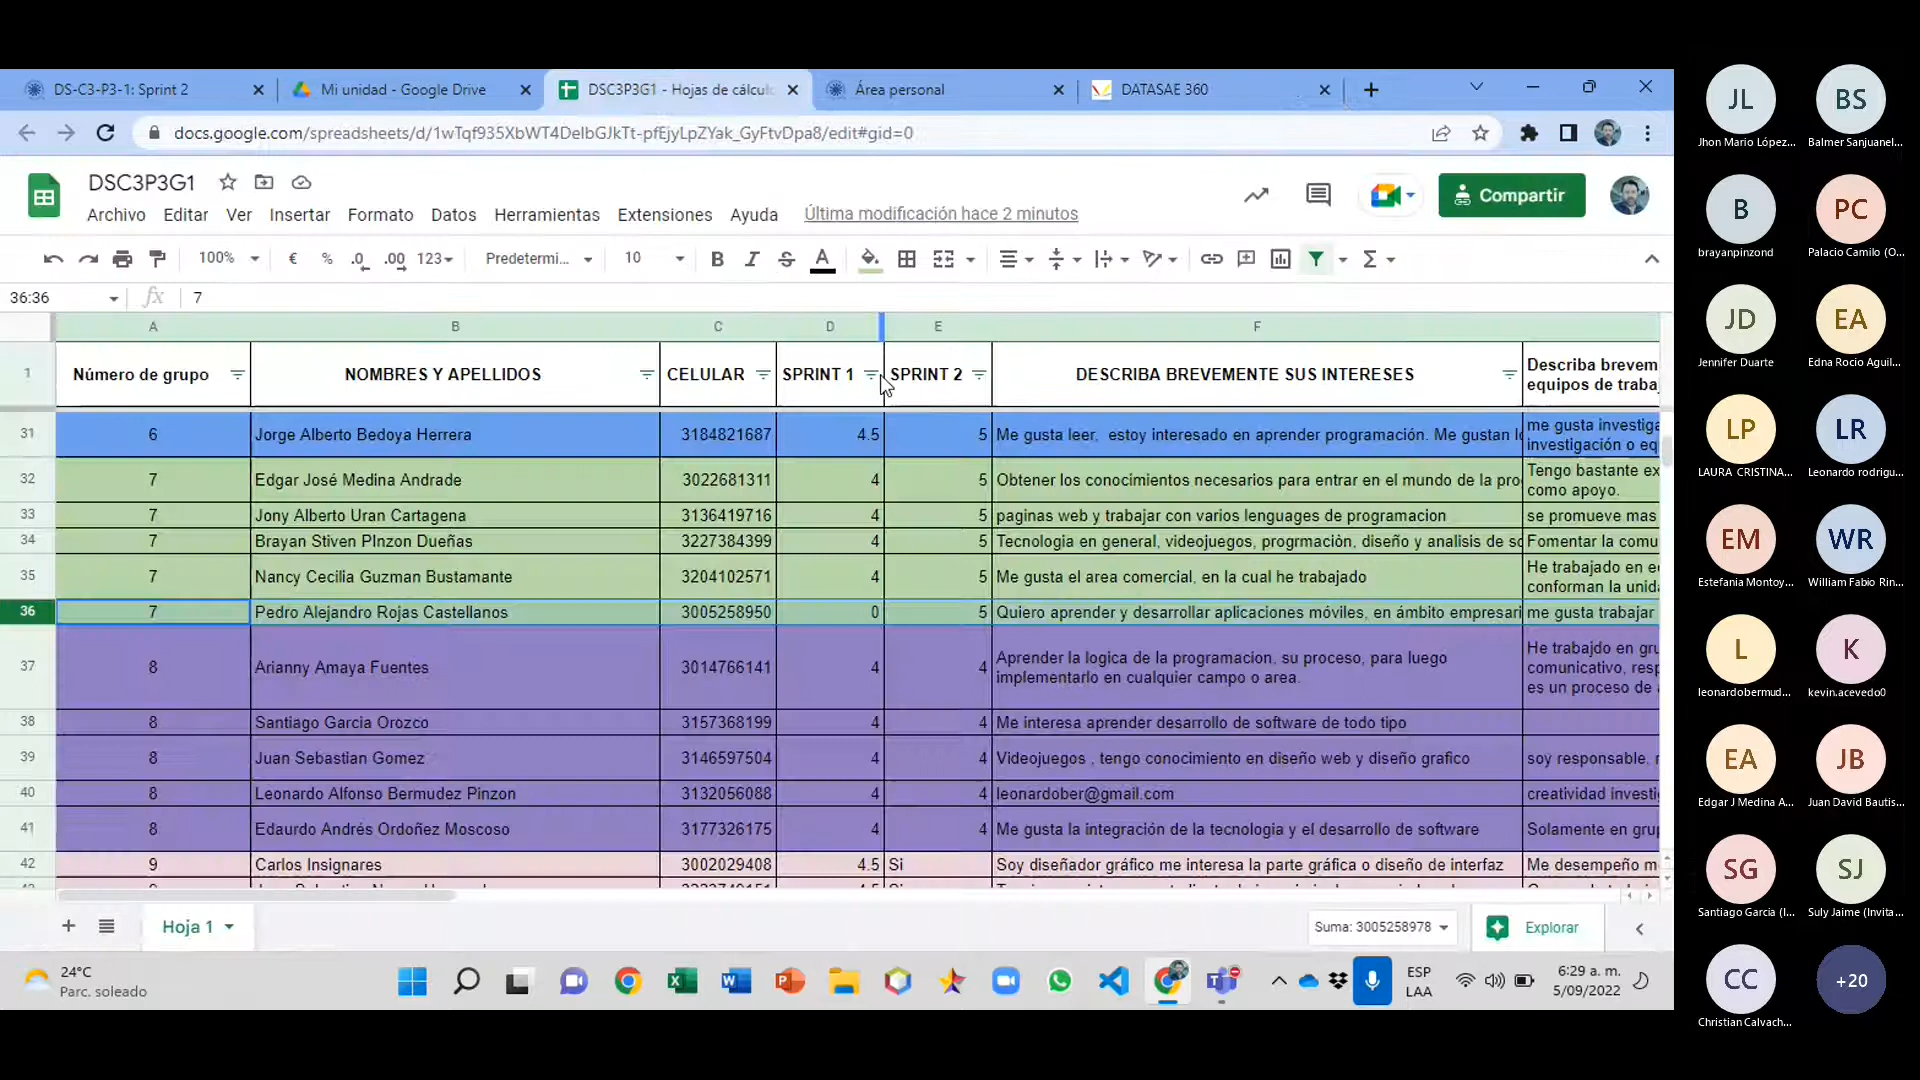 DS-C3-P3-1: Sprint 2
Mi unidad - Google Drive
DSC3P3G1 - Hojas de cálcul
Área personal
DATASAE 360
docs.google.com/spreadsheets/d/1wTqf935XbWT4DelbGJkTt-pfEjyLpZYak_GyFtvDpa8/edit#gid=0
DSC3P3G1
Archivo Editar Ver Insertar Formato Datos Herramientas Extensiones Ayuda Última modificación hace 2 minutos
Compartir
100% € % .0 .00 123 Predetermi... 10 B I S A
36:36 fx 7
A B C D E F
1 Número de grupo NOMBRES Y APELLIDOS CELULAR SPRINT 1 SPRINT 2 DESCRIBA BREVEMENTE SUS INTERESES Describa brevem
equipos de traba
31 6 Jorge Alberto Bedoya Herrera 3184821687 4.5 5 Me gusta leer, estoy interesado en aprender programación. Me gustan lo me gusta investiga
investigación o eq
32 7 Edgar José Medina Andrade 3022681311 4 5 Obtener los conocimientos necesarios para entrar en el mundo de la pro Tengo bastante ex
como apoyo.
33 7 Jony Alberto Uran Cartagena 3136419716 4 5 paginas web y trabajar con varios lenguages de programacion se promueve mas
34 7 Brayan Stiven PInzon Dueñas 3227384399 4 5 Tecnologia en general, videojuegos, progrmaciòn, diseño y analisis de so Fomentar la comu
35 7 Nancy Cecilia Guzman Bustamante 3204102571 4 5 Me gusta el area comercial, en la cual he trabajado He trabajado en e
conforman la unid
36 7 Pedro Alejandro Rojas Castellanos 3005258950 0 5 Quiero aprender y desarrollar aplicaciones móviles, en ámbito empresari me gusta trabajar
37 8 Arianny Amaya Fuentes 3014766141 4 4 Aprender la logica de la programacion, su proceso, para luego
implementarlo en cualquier campo o area. He trabajdo en gru
comunicativo, resp
es un proceso de
38 8 Santiago Garcia Orozco 3157368199 4 4 Me interesa aprender desarrollo de software de todo tipo
39 8 Juan Sebastian Gomez 3146597504 4 4 Videojuegos , tengo conocimiento en diseño web y diseño grafico soy responsable,
40 8 Leonardo Alfonso Bermudez Pinzon 3132056088 4 4 leonardober@gmail.com creatividad investi
41 8 Edaurdo Andrés Ordoñez Moscoso 3177326175 4 4 Me gusta la integración de la tecnologia y el desarrollo de software Solamente en gru
42 9 Carlos Insignares 3002029408 4.5 Si Soy diseñador gráfico me interesa la parte gráfica o diseño de interfaz Me desempeño m
Hoja 1
Suma: 3005258978
Explorar
24°C
Parc. soleado
ESP
LAA
6:29 a. m.
5/09/2022
JL BS
Jhon Mario López... Balmer Sanjuanel...
B PC
brayanpinzond Palacio Camilo (O...
JD EA
Jennifer Duarte Edna Rocio Aguil...
LP LR
LAURA CRISTINA... Leonardo rodrigu...
EM WR
Estefanía Montoy... William Fabio Rin...
L K
leonardobermud... kevin.acevedo0
EA JB
Edgar J Medina A... Juan David Bautis...
SG SJ
Santiago Garcia (I... Suly Jaime (Invita...
CC +20
Christian Calvach...